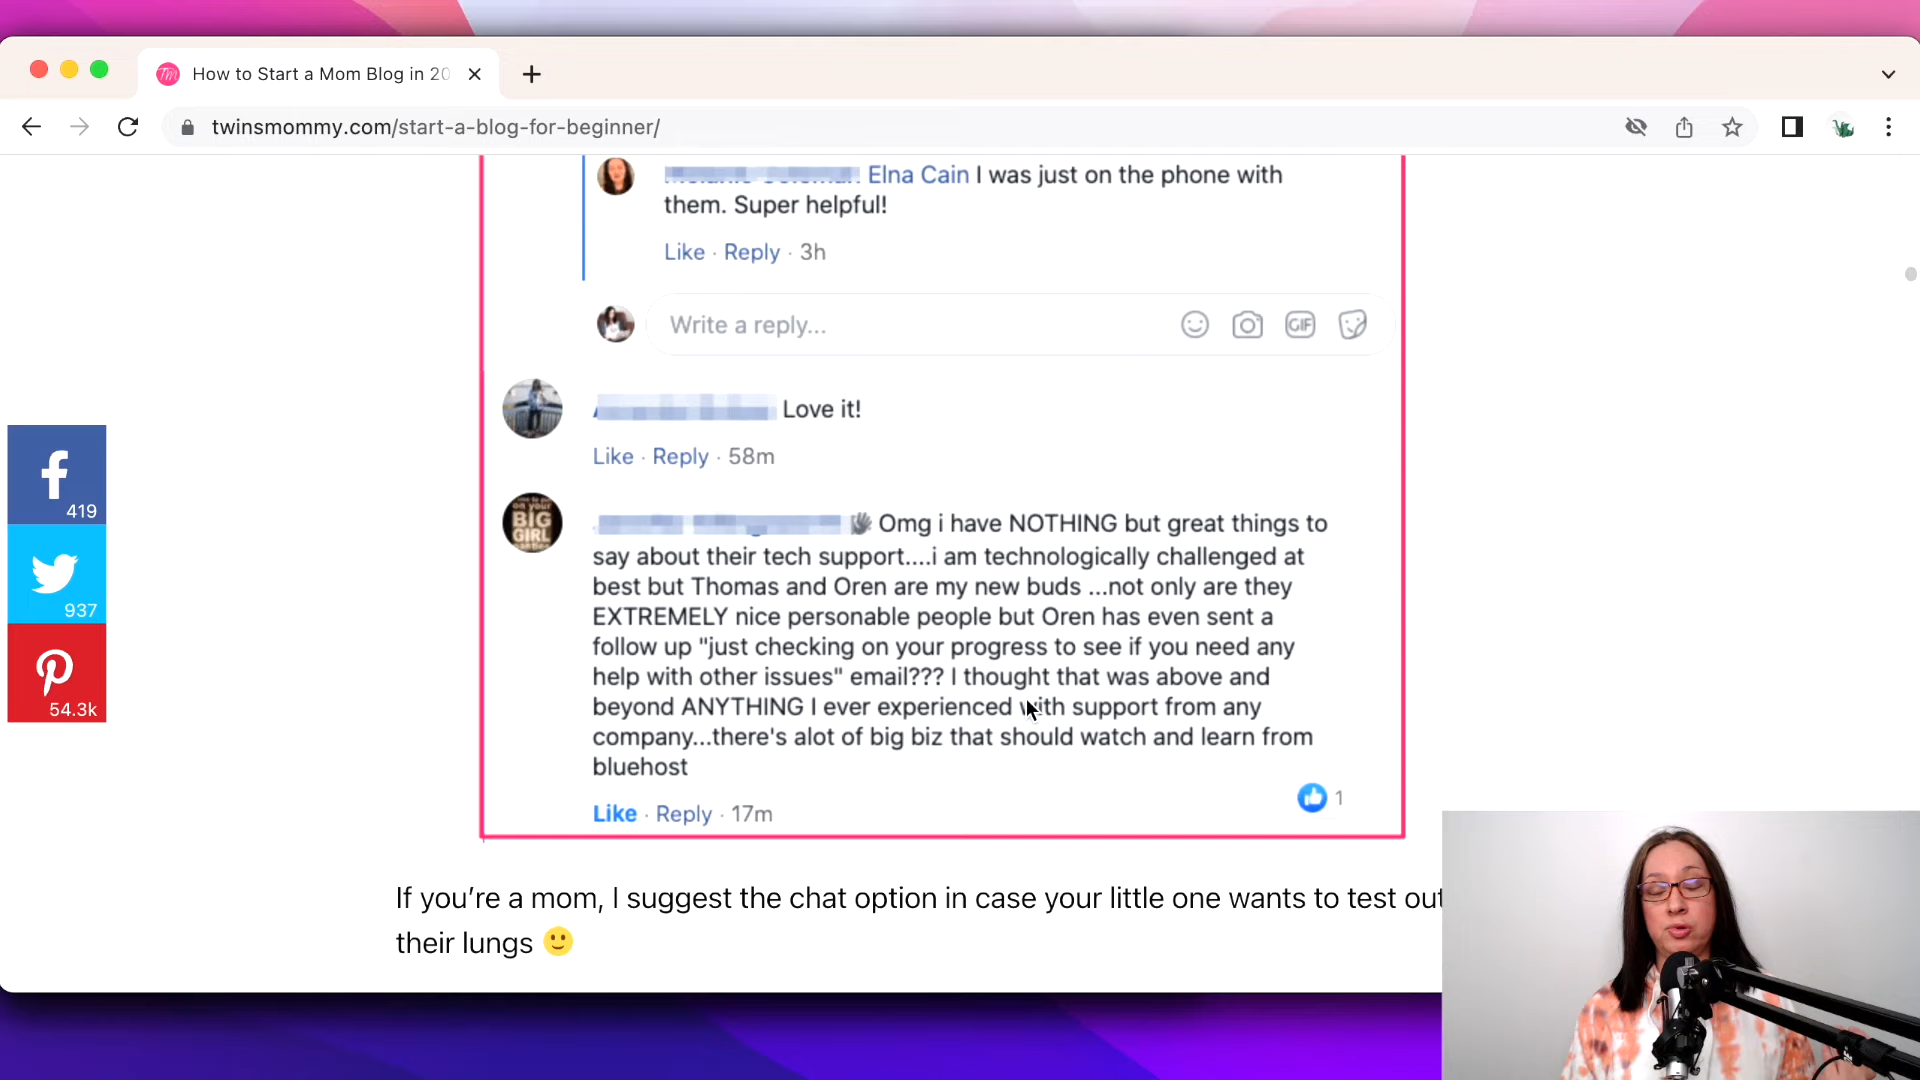 How to Start a Mom Blog in 20
twinsmommy.com/start-a-blog-for-beginner/
Elna Cain I was just on the phone with
them. Super helpful!
Like · Reply · 3h
Write a reply...
GIF
Love it!
Like · Reply · 58m
BIG
GIRL
Omg i have NOTHING but great things to
say about their tech support....i am technologically challenged at
best but Thomas and Oren are my new buds ...not only are they
EXTREMELY nice personable people but Oren has even sent a
follow up "just checking on your progress to see if you need any
help with other issues" email??? I thought that was above and
beyond ANYTHING I ever experienced with support from any
company...there's alot of big biz that should watch and learn from
bluehost
Like · Reply · 17m
1
419
937
54.3k
If you're a mom, I suggest the chat option in case your little one wants to test out
their lungs 🙂